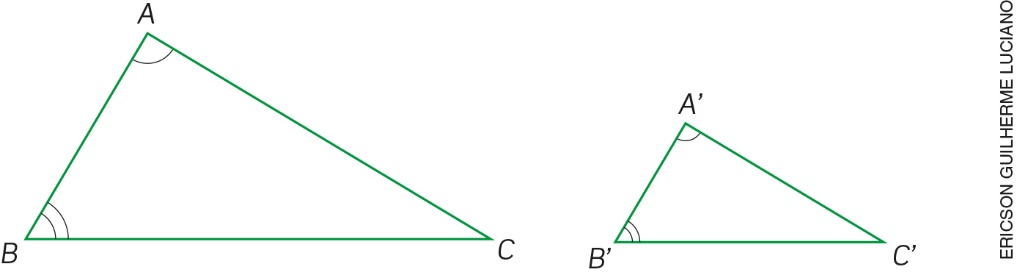 A
B
C
A’
B’
C’
ERICSON GUILHERME LUCIANO